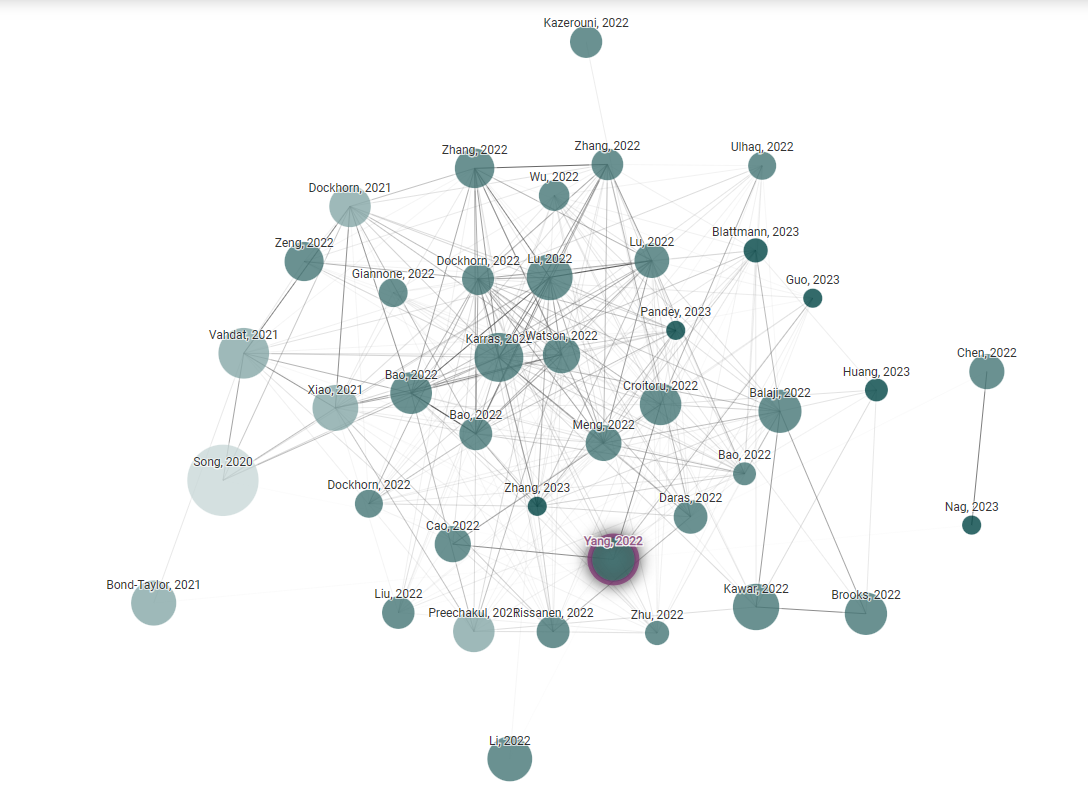 Kazerouni, 2022
Zhang, 2022
Zhang, 2022
Ulhaq, 2022
Wu, 2022
Dockhorn, 2021
Blattmann, 2023
Zeng, 2022
Lu, 2022
Dockhorn, 2022
Lu, 2022
Giannone, 2022
Guo, 2023
Pandey, 2023
Vahdat, 2021
Karras, 2022
Watson, 2022
Chen, 2022
Bao, 2022
Huang, 2023
Xiao, 2021
Croitoru, 2022
Balaji, 2022
Bao, 2022
Meng, 2022
Bao, 2022
Song, 2020
Dockhorn, 2022
Zhang, 2023
Daras, 2022
Nag, 2023
Cao, 2022
Yang, 2022
Bond-Taylor, 2021
Liu, 2022
Kawar, 2022
Brooks, 2022
Preechakul, 202
Rissanen, 2022
Zhu, 2022
Li, 2022